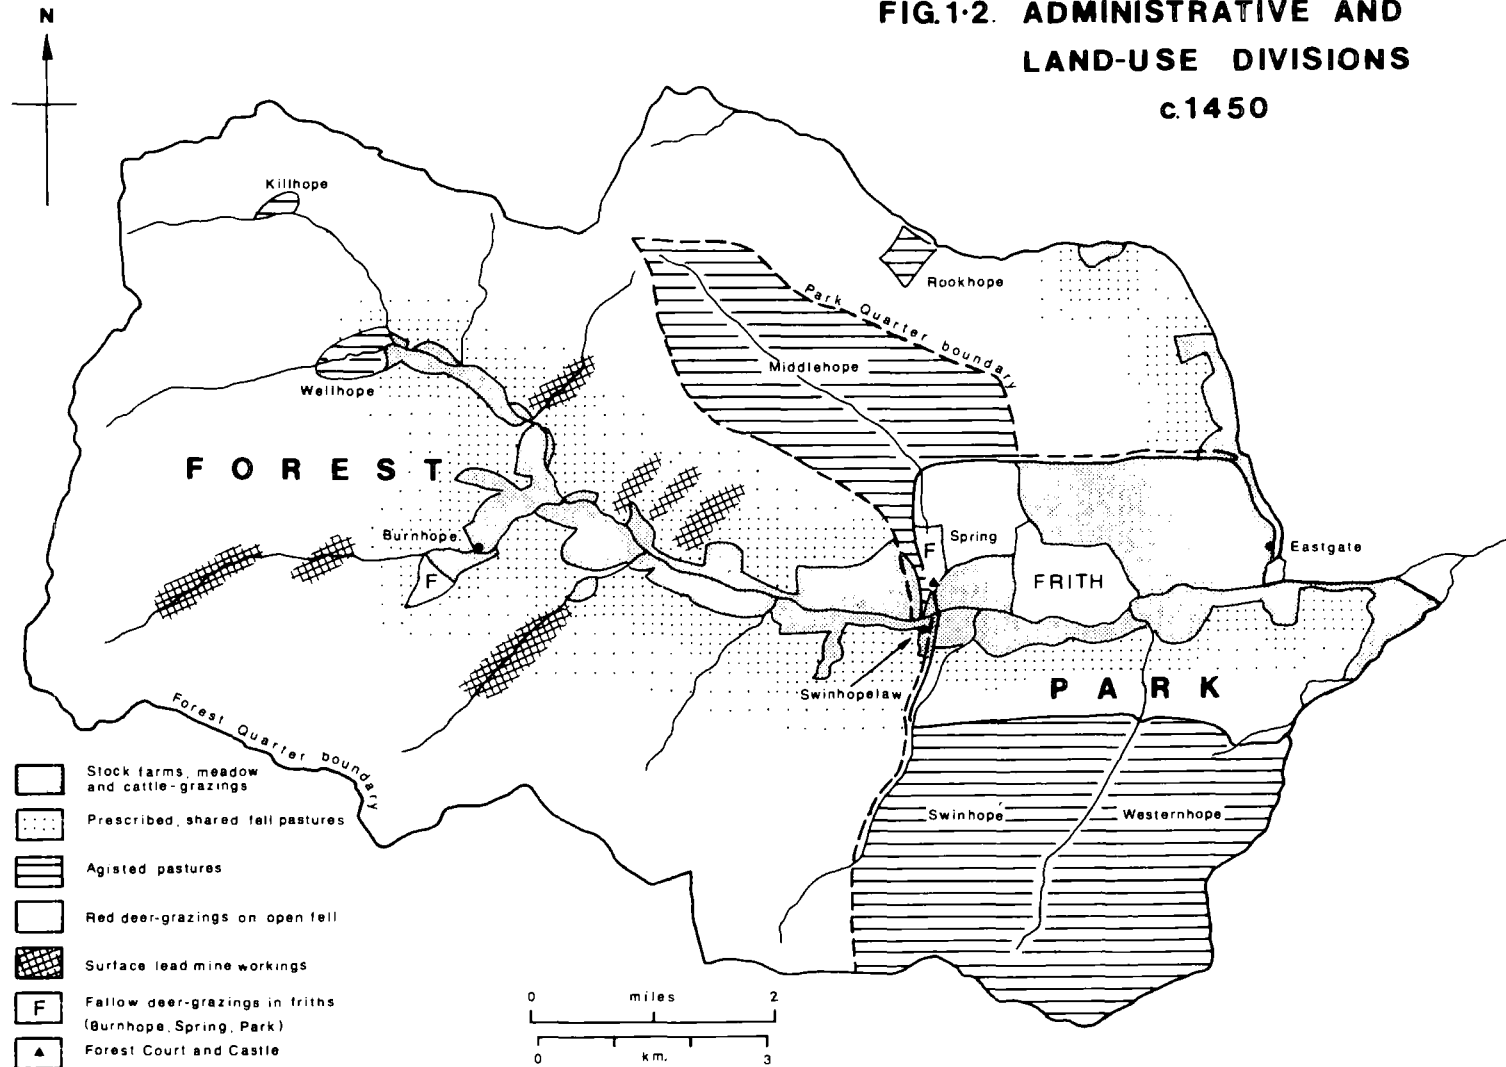 N
FIG.1·2. ADMINISTRATIVE AND
LAND-USE DIVISIONS
c.1450
Killhope
Rookhope
Park Quarter boundary
Middlehope
Wellhope
FOREST
Burnhope
F
F
Spring
Eastgate
FRITH
Swinhopelaw
PARK
Forest Quarter boundary
Swinhope
Westernhope
Stock farms, meadow
and cattle-grazings
Prescribed, shared fell pastures
Agisted pastures
Red deer-grazings on open fell
Surface lead mine workings
F
Fallow deer-grazings in friths
(Burnhope, Spring, Park)
Forest Court and Castle
0 miles 2
0 km. 3